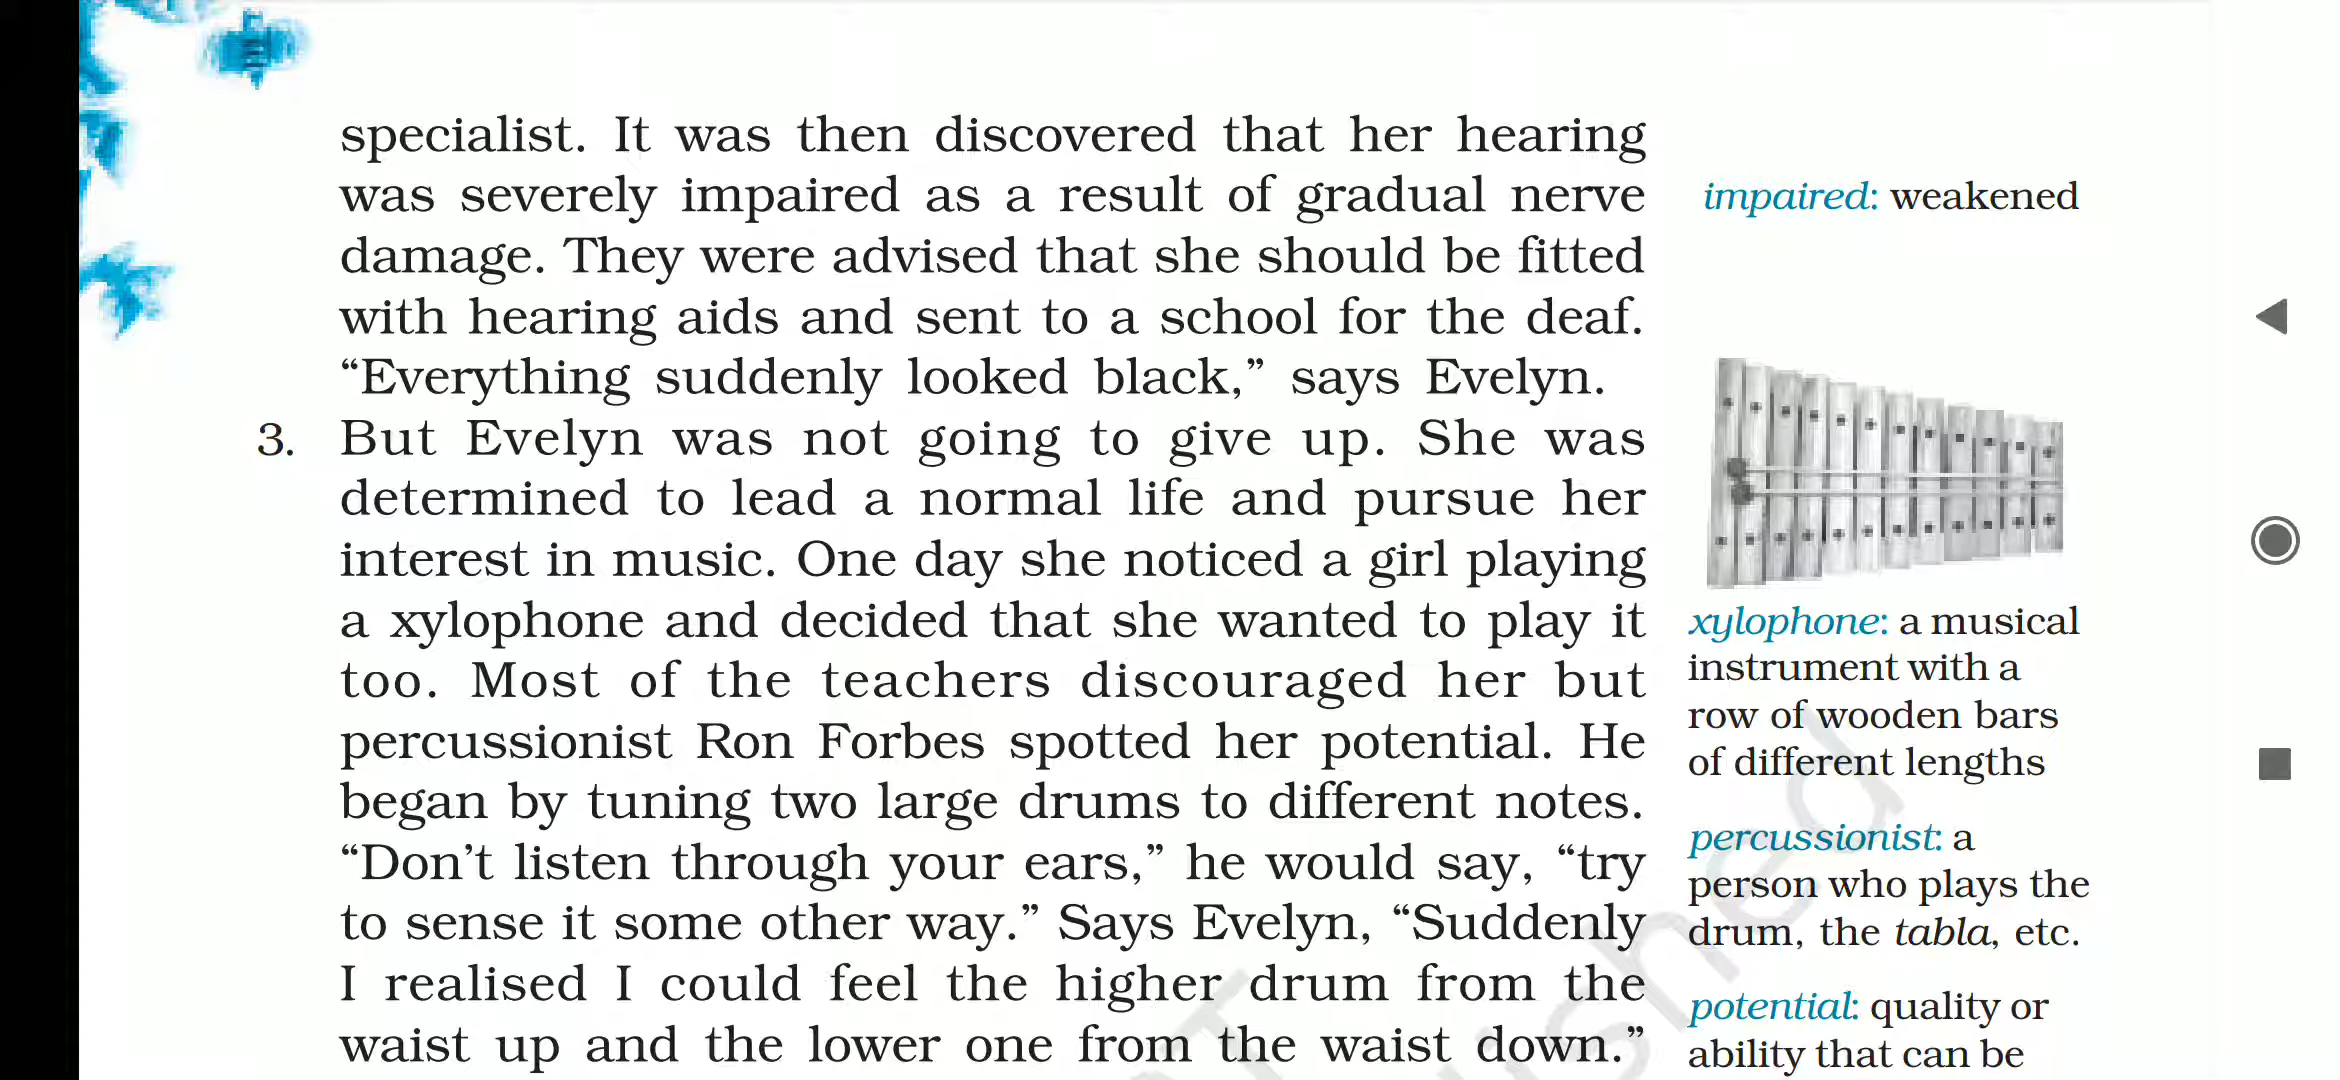 specialist. It was then discovered that her hearing
was severely impaired as a result of gradual nerve
damage. They were advised that she should be fitted
with hearing aids and sent to a school for the deaf.
“Everything suddenly looked black,” says Evelyn.
3. But Evelyn was not going to give up. She was
determined to lead a normal life and pursue her
interest in music. One day she noticed a girl playing
a xylophone and decided that she wanted to play it
too. Most of the teachers discouraged her but
percussionist Ron Forbes spotted her potential. He
began by tuning two large drums to different notes.
“Don’t listen through your ears,” he would say, “try
to sense it some other way.” Says Evelyn, “Suddenly
I realised I could feel the higher drum from the
waist up and the lower one from the waist down.”
impaired: weakened
xylophone: a musical
instrument with a
row of wooden bars
of different lengths
percussionist: a
person who plays the
drum, the tabla, etc.
potential: quality or
ability that can be